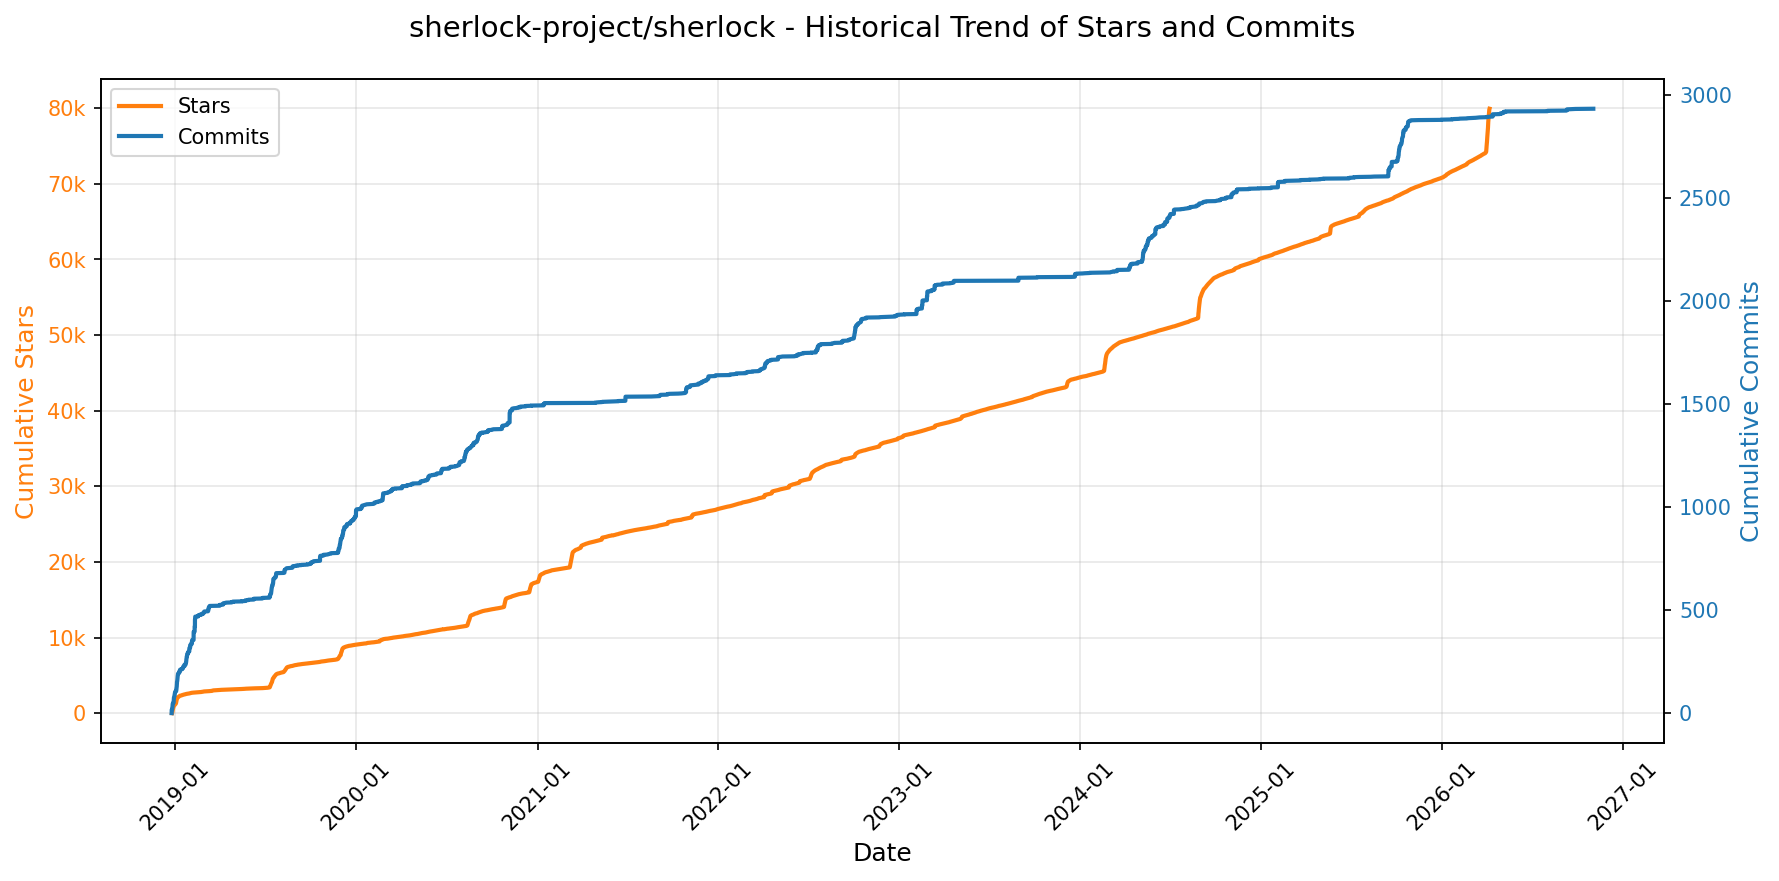 sherlock-project/sherlock - Historical Trend of Stars and Commits
Stars
Commits
Cumulative Stars
80k
70k
60k
50k
40k
30k
20k
10k
0
Cumulative Commits
3000
2500
2000
1500
1000
500
0
2019-01
2020-01
2021-01
2022-01
2023-01
2024-01
2025-01
2026-01
2027-01
Date